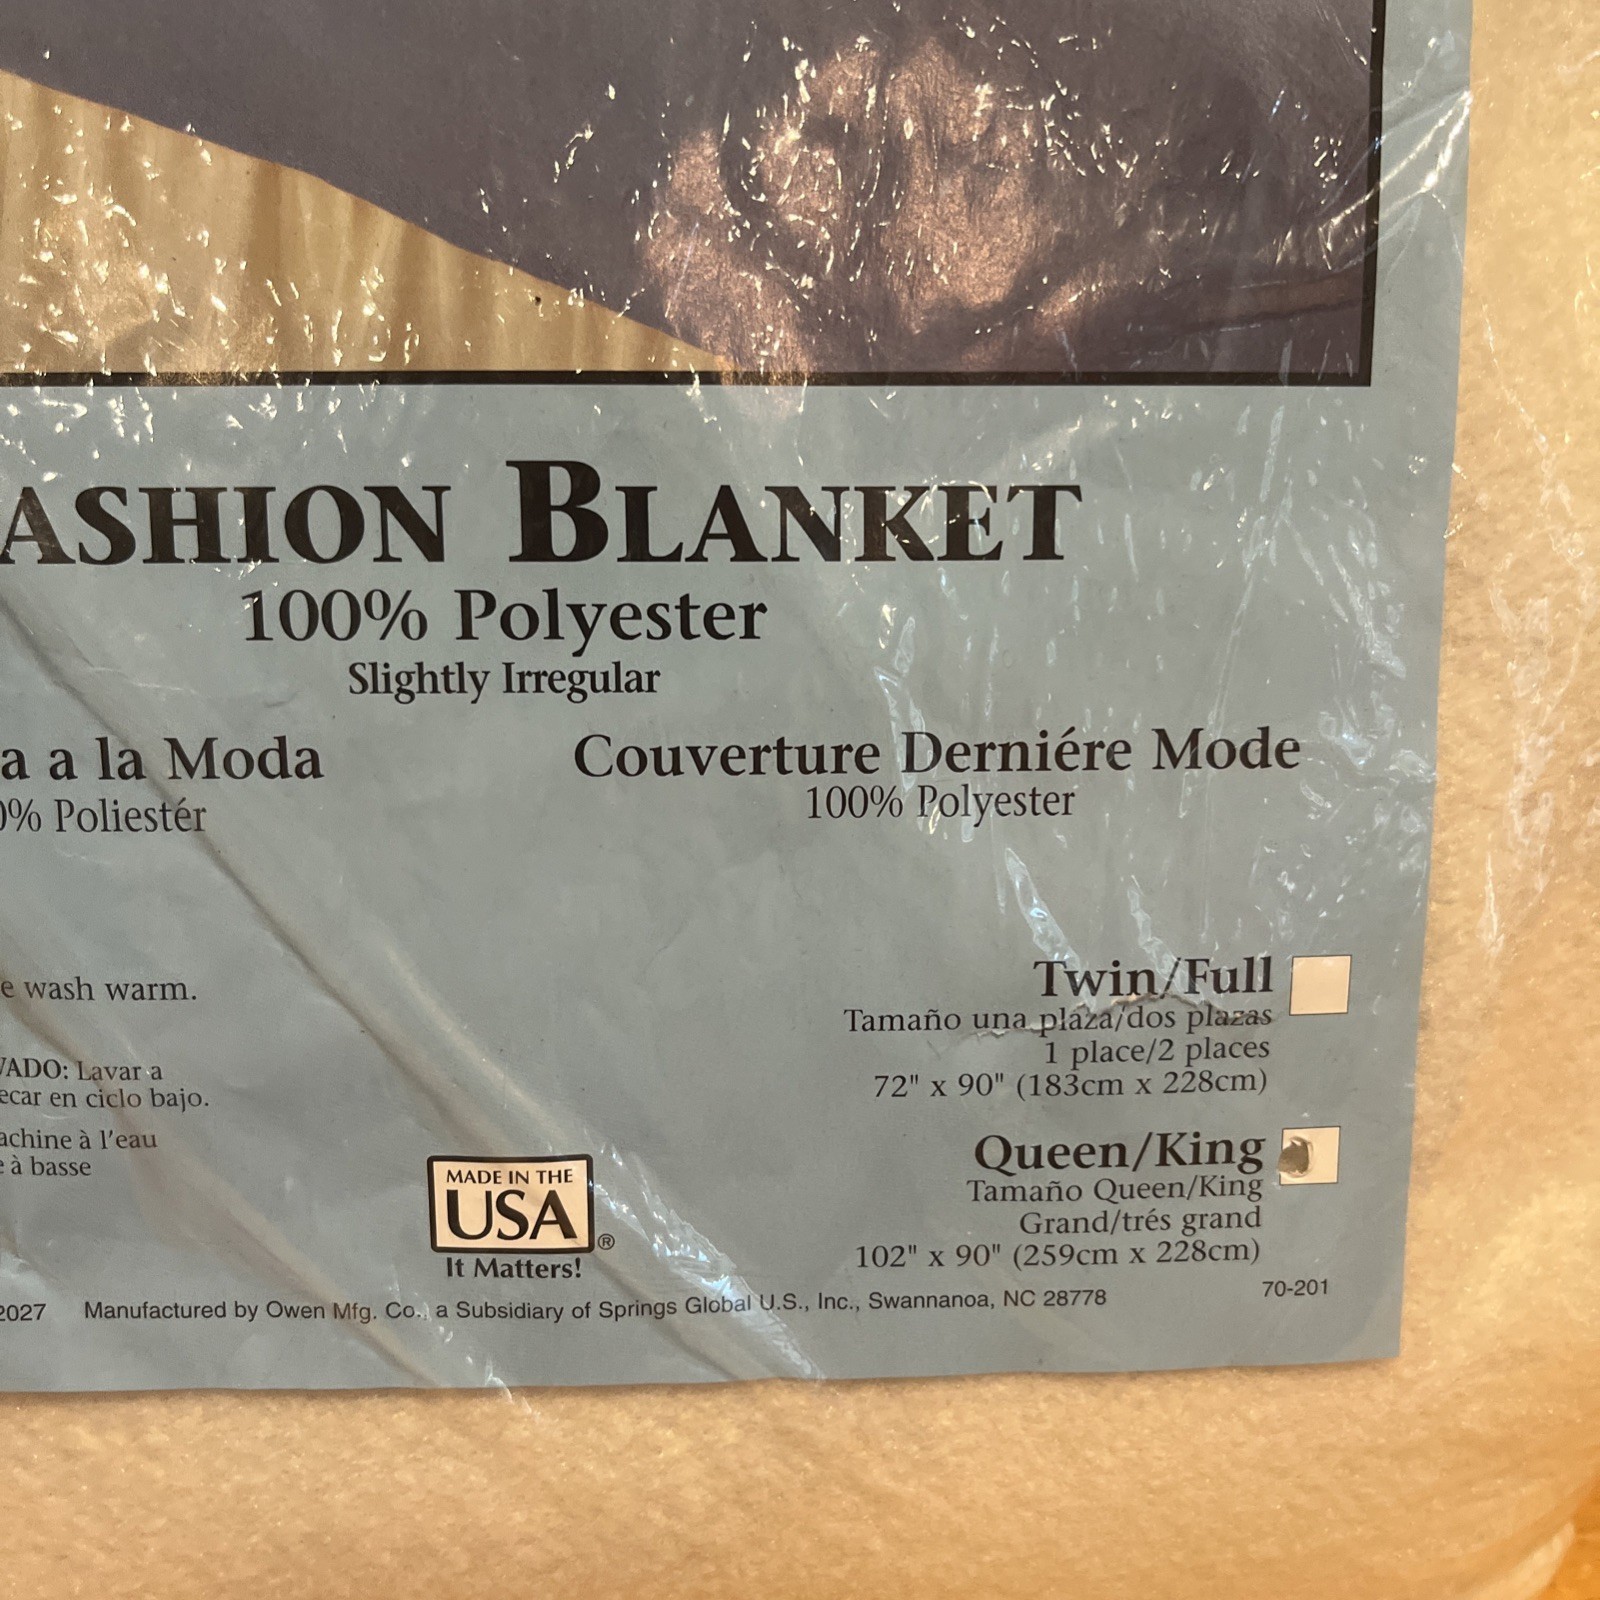 ASHION BLANKET
100% Polyester
Slightly Irregular
a a la Moda
0% Poliestér
Couverture Derniére Mode
100% Polyester
e wash warm.
VADO: Lavar a
ecar en ciclo bajo.
achine à l'eau
e à basse
MADE IN THE
USA
®
It Matters!
Twin/Full
Tamaño una plaza/dos plazas
1 place/2 places
72" x 90" (183cm x 228cm)
Queen/King
Tamaño Queen/King
Grand/trés grand
102" x 90" (259cm x 228cm)
70-201
2027 Manufactured by Owen Mfg. Co., a Subsidiary of Springs Global U.S., Inc., Swannanoa, NC 28778